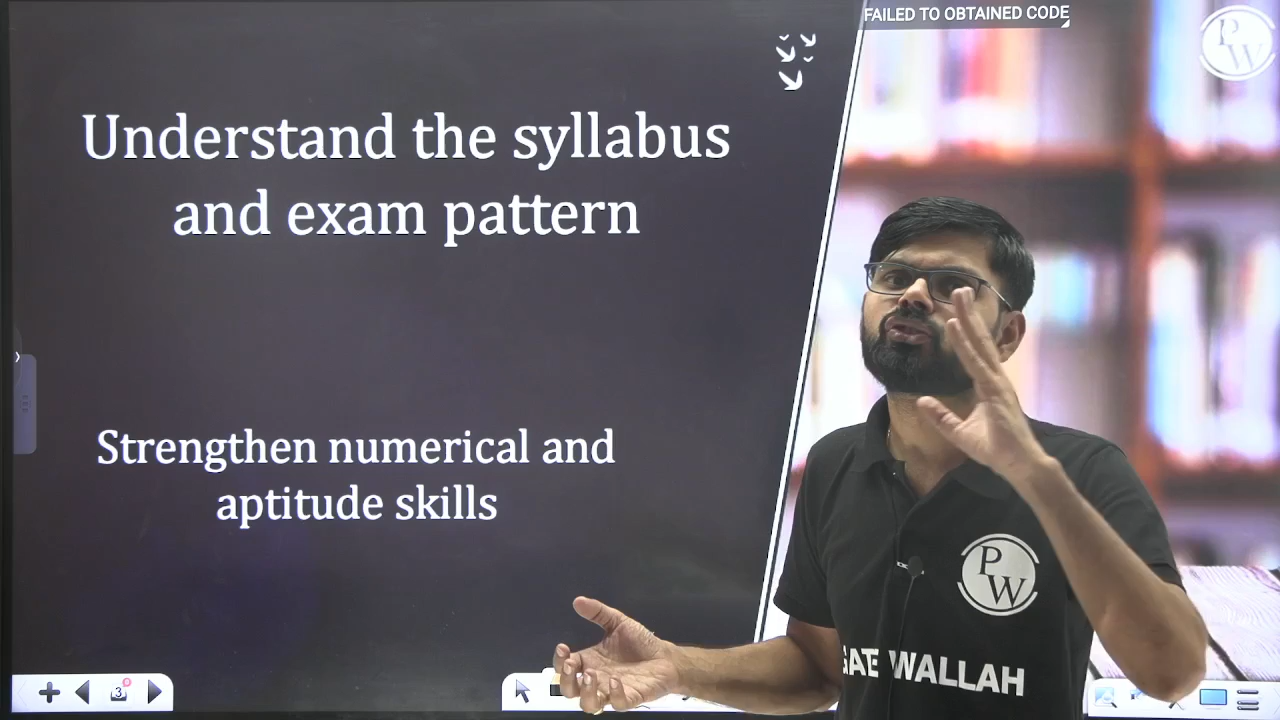 FAILED TO OBTAINED CODE
PW
Understand the syllabus
and exam pattern
Strengthen numerical and
aptitude skills
3
PW
GATE WALLAH